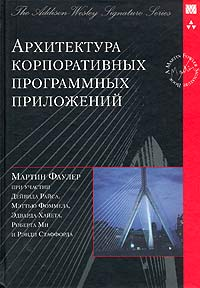 The Addison-Wesley Signature Series
АРХИТЕКТУРА
КОРПОРАТИВНЫХ
ПРОГРАММНЫХ
ПРИЛОЖЕНИЙ
МАРТИН ФАУЛЕР
ПРИ УЧАСТИИ
ДЕЙВИДА РАЙСА,
МЭТТЬЮ ФОММЕЛА,
ЭДВАРДА ХАЙЕТА,
РОБЕРТА МИ
И РЭНДИ СТАФФОРДА